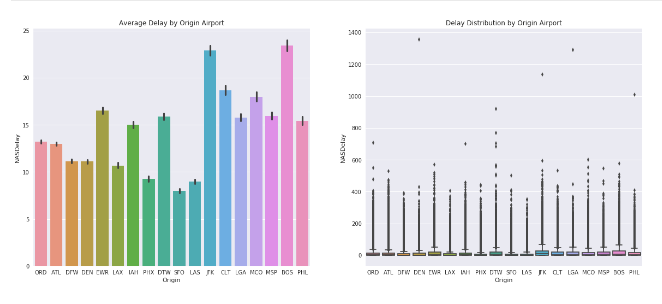 Average Delay by Origin Airport
25
20
15
10
5
0
NASDelay
ORD ATL DFW DEN EWR LAX IAH PHX DTW SFO LAS JFK CLT LGA MCO MSP BOS PHL
Origin
Delay Distribution by Origin Airport
1400
1200
1000
800
600
400
200
0
NASDelay
ORD ATL DFW DEN EWR LAX IAH PHX DTW SFO LAS JFK CLT LGA MCO MSP BOS PHL
Origin